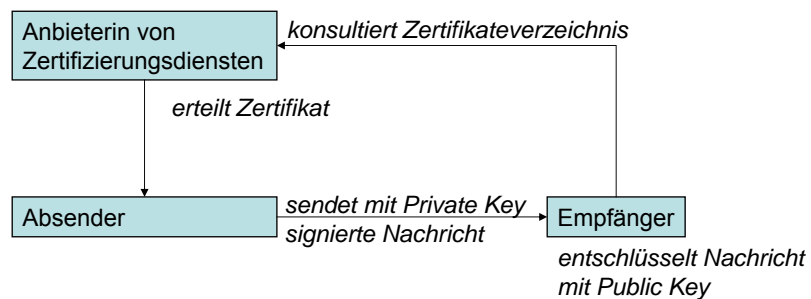 Anbieterin von
Zertifizierungsdiensten
konsultiert Zertifikateverzeichnis
erteilt Zertifikat
Absender
sendet mit Private Key
signierte Nachricht
Empfänger
entschlüsselt Nachricht
mit Public Key